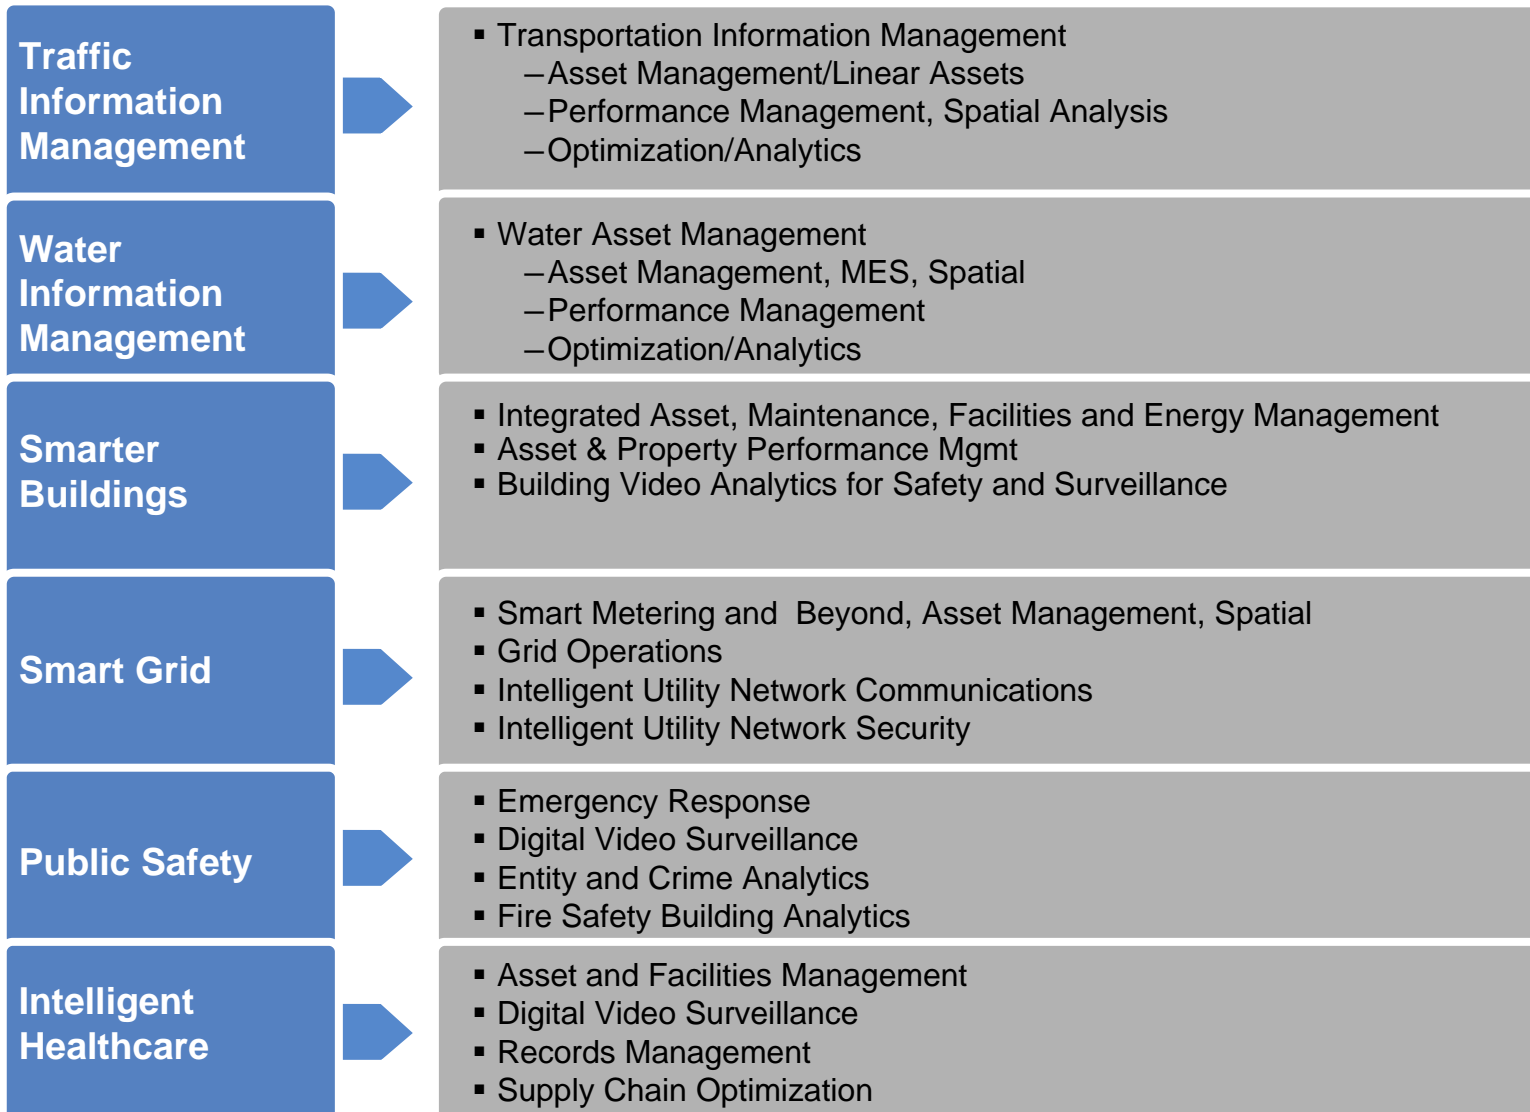 Traffic
Information
Management
▪ Transportation Information Management
–Asset Management/Linear Assets
–Performance Management, Spatial Analysis
–Optimization/Analytics
Water
Information
Management
▪ Water Asset Management
–Asset Management, MES, Spatial
–Performance Management
–Optimization/Analytics
Smarter
Buildings
▪ Integrated Asset, Maintenance, Facilities and Energy Management
▪ Asset & Property Performance Mgmt
▪ Building Video Analytics for Safety and Surveillance
Smart Grid
▪ Smart Metering and  Beyond, Asset Management, Spatial
▪ Grid Operations
▪ Intelligent Utility Network Communications
▪ Intelligent Utility Network Security
Public Safety
▪ Emergency Response
▪ Digital Video Surveillance
▪ Entity and Crime Analytics
▪ Fire Safety Building Analytics
Intelligent
Healthcare
▪ Asset and Facilities Management
▪ Digital Video Surveillance
▪ Records Management
▪ Supply Chain Optimization